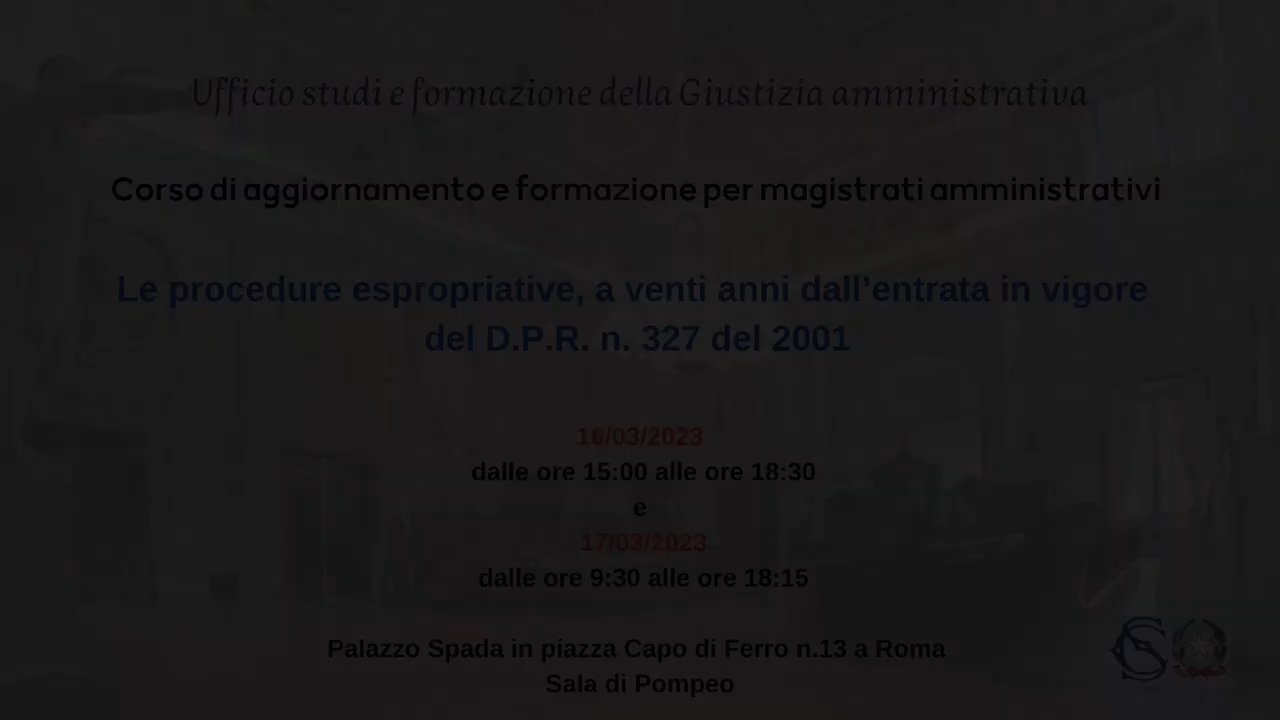 Ufficio studi e formazione della Giustizia amministrativa
Corso di aggiornamento e formazione per magistrati amministrativi
Le procedure espropriative, a venti anni dall’entrata in vigore
del D.P.R. n. 327 del 2001
16/03/2023
dalle ore 15:00 alle ore 18:30
e
17/03/2023
dalle ore 9:30 alle ore 18:15
Palazzo Spada in piazza Capo di Ferro n.13 a Roma
Sala di Pompeo